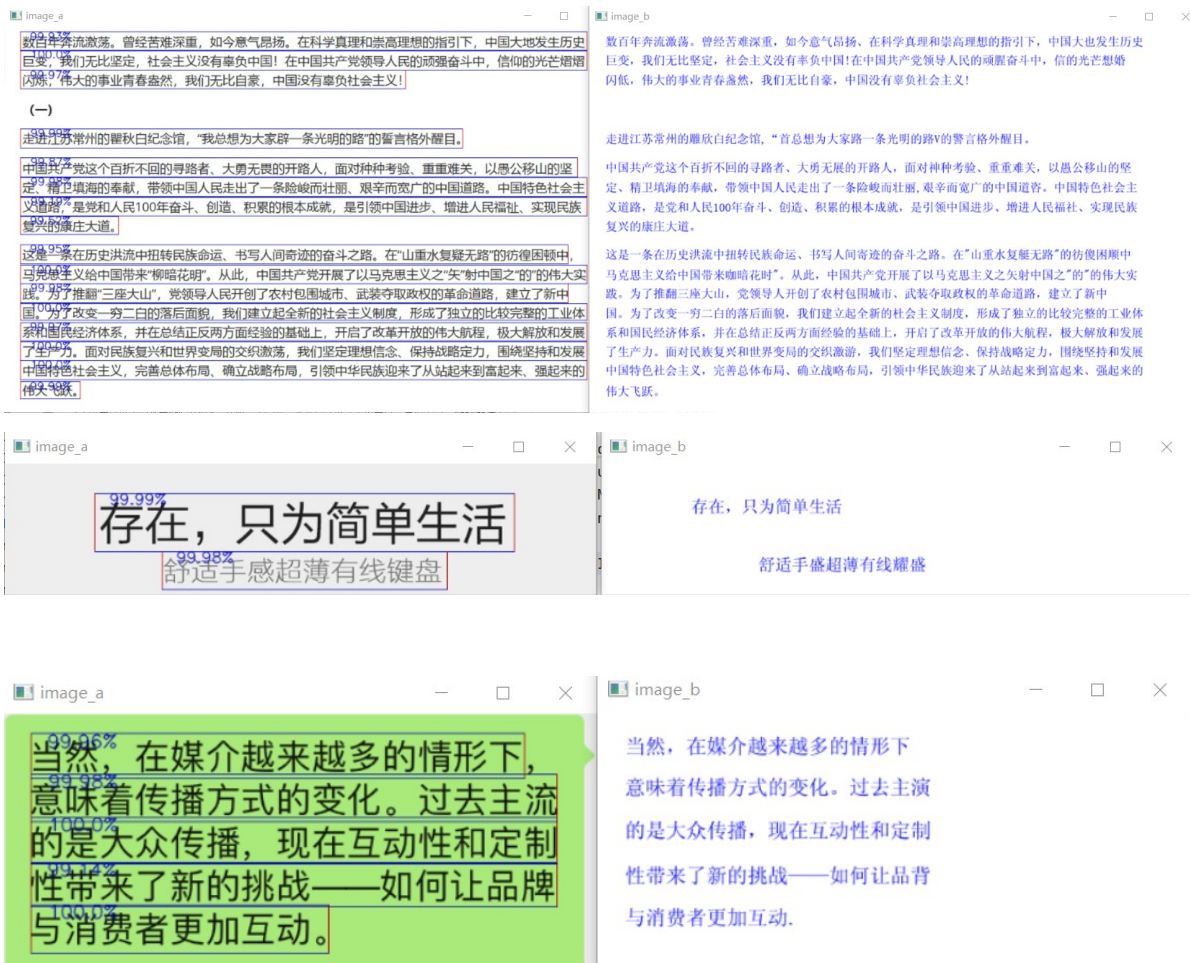 image_a
99.93%
数百年奔流激荡。曾经苦难深重，如今意气昂扬。在科学真理和崇高理想的指引下，中国大地发生历史
100.0%
巨变，我们无比坚定，社会主义没有辜负中国！在中国共产党领导人民的顽强奋斗中，信仰的光芒熠熠
99.97%
闪烁，伟大的事业青春盎然，我们无比自豪，中国没有辜负社会主义！
（一）
99.99%
走进江苏常州的瞿秋白纪念馆，“我总想为大家辟一条光明的路”的誓言格外醒目。
99.87%
中国共产党这个百折不回的寻路者、大勇无畏的开路人，面对种种考验、重重难关，以愚公移山的坚
99.98%
定、精卫填海的奉献，带领中国人民走出了一条险峻而壮丽、艰辛而宽广的中国道路。中国特色社会主
99.19%
义道路，是党和人民100年奋斗、创造、积累的根本成就，是引领中国进步、增进人民福祉、实现民族
复兴的康庄大道。
99.95%
这是一条在历史洪流中扭转民族命运、书写人间奇迹的奋斗之路。在“山重水复疑无路”的彷徨困顿中，
100.0%
马克思主义给中国带来“柳暗花明”。从此，中国共产党开展了以马克思主义之“矢”射中国之“的”的伟大实
99.98%
践。为了推翻“三座大山”，党领导人民开创了农村包围城市、武装夺取政权的革命道路，建立了新中
100.0%
国。为了改变一穷二白的落后面貌，我们建立起全新的社会主义制度，形成了独立的比较完整的工业体
99.97%
系和国民经济体系，并在总结正反两方面经验的基础上，开启了改革开放的伟大航程，极大解放和发展
100.0%
了生产力。面对民族复兴和世界变局的交织激荡，我们坚定理想信念、保持战略定力，围绕坚持和发展
100.0%
中国特色社会主义，完善总体布局、确立战略布局，引领中华民族迎来了从站起来到富起来、强起来的
99.99%
伟大飞跃。
image_b
数百年奔流激荡。曾经苦难深重，如今意气昂扬、在科学真理和崇高理想的指引下，中国大也发生历史
巨变，我们无比坚定，社会主义没有辜负中国!在中国共产党领导人民的顽腥奋斗中，信的光芒想婚
闪低，伟大的事业青春盏然，我们无比自豪，中国没有辜负社会主义!
走进江苏常州的雕欣白纪念馆,“首总想为大家路一条光明的路V的警言格外醒目。
中国共产党这个百折不回的寻路者、大勇无展的开路人，面对神种考验、重重难关，以愚公移山的坚
定、精卫填海的奉献，带领中国人民走出了一条险峻而壮丽,艰辛而宽广的中国道咨。中国特色社会主
义道路，是党和人民100年奋斗、创造、积累的根本成就，是引领中国进步、增进人民福社、实现民族
复兴的康庄大道。
这是一条在历史洪流中扭转民族命运、书写人间寄迹的奋斗之路。在"山重水复艇无路"的彷傻困顺中
马克思主义给中国带来咖暗花时"。从此，中国共产党开展了以马克思主义之矢射中国之"的"的伟大实
践。为了推翻三座大山，党领导人开创了农村包围城市、武装夺取政权的革命道路，建立了新中
国。为了改变一穷二白的落后面貌，我们建立起全新的社会主义制度，形成了独立的比较完整的工业体
系和国民经济体系，并在总结正反两方面经验的基础上，开启了改革开放的伟大航程，极大解放和发展
了生产力。面对民族复兴和世界变局的交织激游，我们坚定理想信念、保持战略定力，围绕坚持和发展
中国特色社会主义，完善总体布局、确立战略布局，引领中华民族迎来了从站起来到富起来、强起来的
伟大飞跃。
image_a
99.99%
存在，只为简单生活
99.98%
舒适手感超薄有线键盘
image_b
存在，只为简单生活
舒适手盛超薄有线耀盛
image_a
99.96%
当然，在媒介越来越多的情形下，
99.98%
意味着传播方式的变化。过去主流
100.0%
的是大众传播，现在互动性和定制
99.14%
性带来了新的挑战——如何让品牌
100.0%
与消费者更加互动。
image_b
当然，在媒介越来越多的情形下
意味着传播方式的变化。过去主演
的是大众传播，现在互动性和定制
性带来了新的挑战——如何让品背
与消费者更加互动.